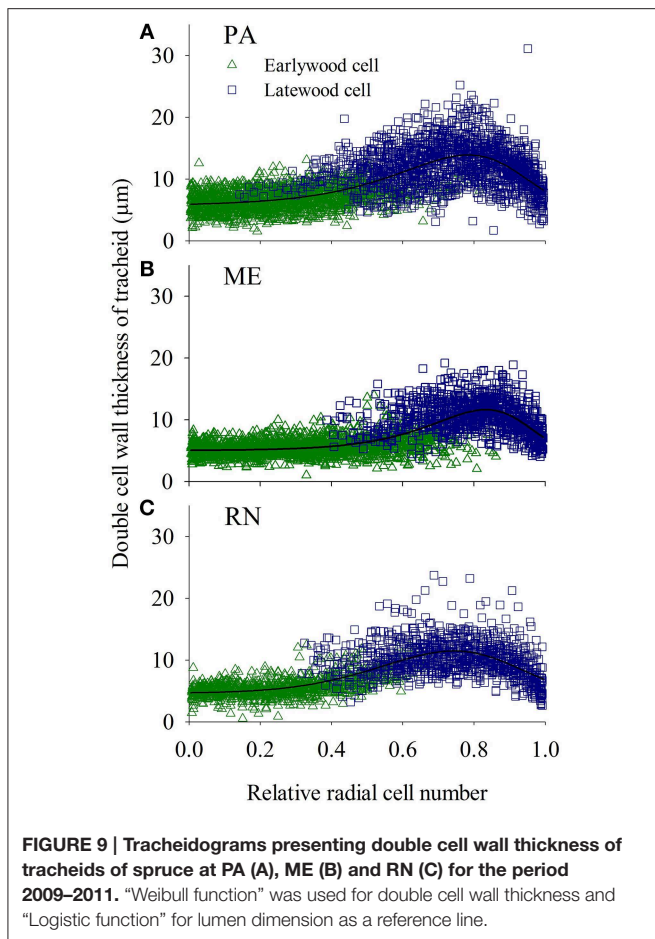 A
PA
Earlywood cell
Latewood cell
30
20
10
0
B
ME
30
20
10
0
C
RN
30
20
10
0
Double cell wall thickness of tracheid (µm)
0.0 0.2 0.4 0.6 0.8 1.0
Relative radial cell number
FIGURE 9 | Tracheidograms presenting double cell wall thickness of
tracheids of spruce at PA (A), ME (B) and RN (C) for the period
2009–2011. “Weibull function” was used for double cell wall thickness and
“Logistic function” for lumen dimension as a reference line.